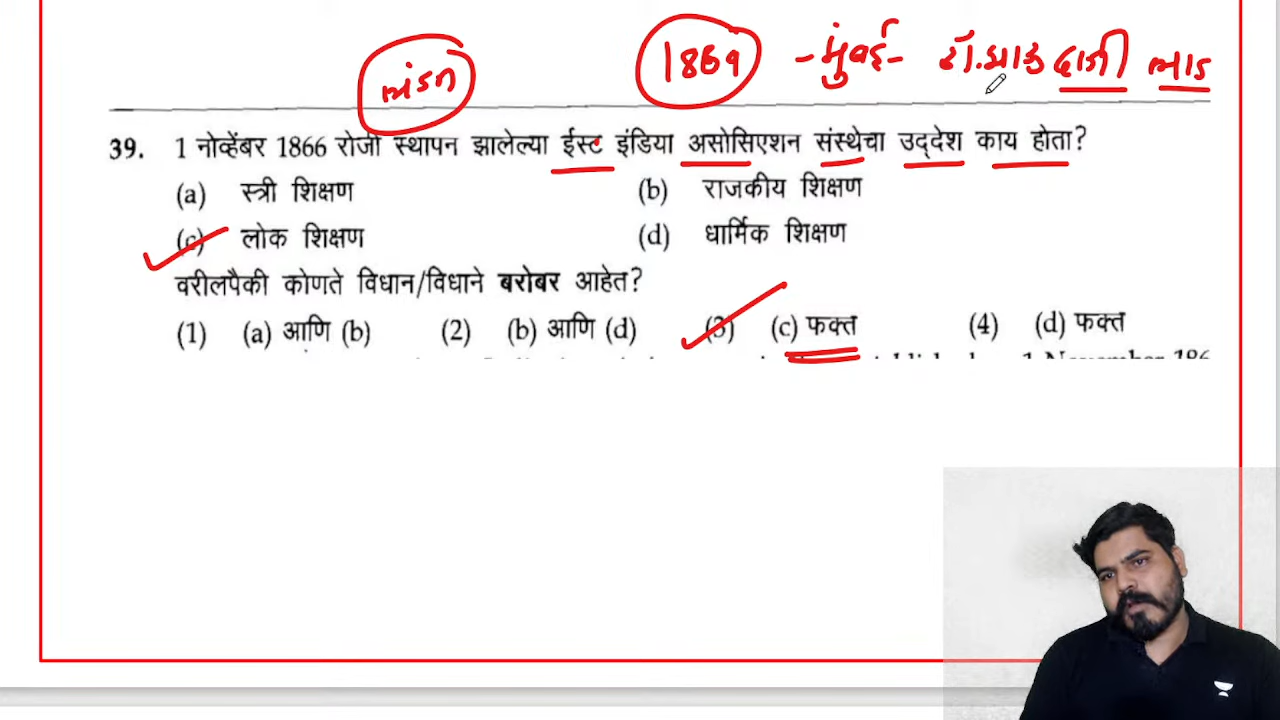 लंडन 1869 - मुंबई - डॉ. भाऊ दाजी लाड
39. 1 नोव्हेंबर 1866 रोजी स्थापन झालेल्या ईस्ट इंडिया असोसिएशन संस्थेचा उद्देश काय होता?
(a) स्त्री शिक्षण (b) राजकीय शिक्षण
(c) लोक शिक्षण (d) धार्मिक शिक्षण
वरीलपैकी कोणते विधान/विधाने बरोबर आहेत?
(1) (a) आणि (b) (2) (b) आणि (d) (3) (c) फक्त (4) (d) फक्त